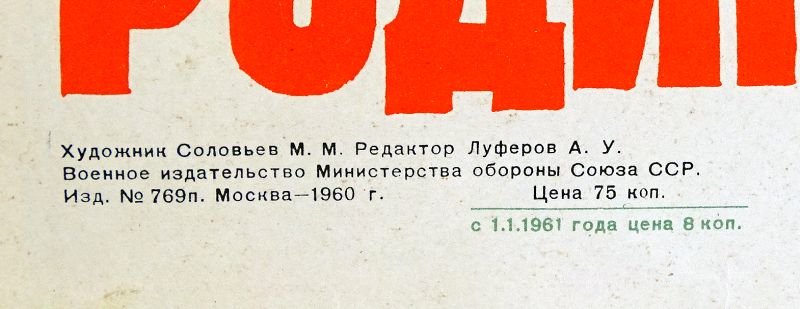 РОДИ
Художник Соловьев М. М. Редактор Луферов А. У.
Военное издательство Министерства обороны Союза ССР.
Изд. № 769п. Москва—1960 г. Цена 75 коп.
с 1.1.1961 года цена 8 коп.